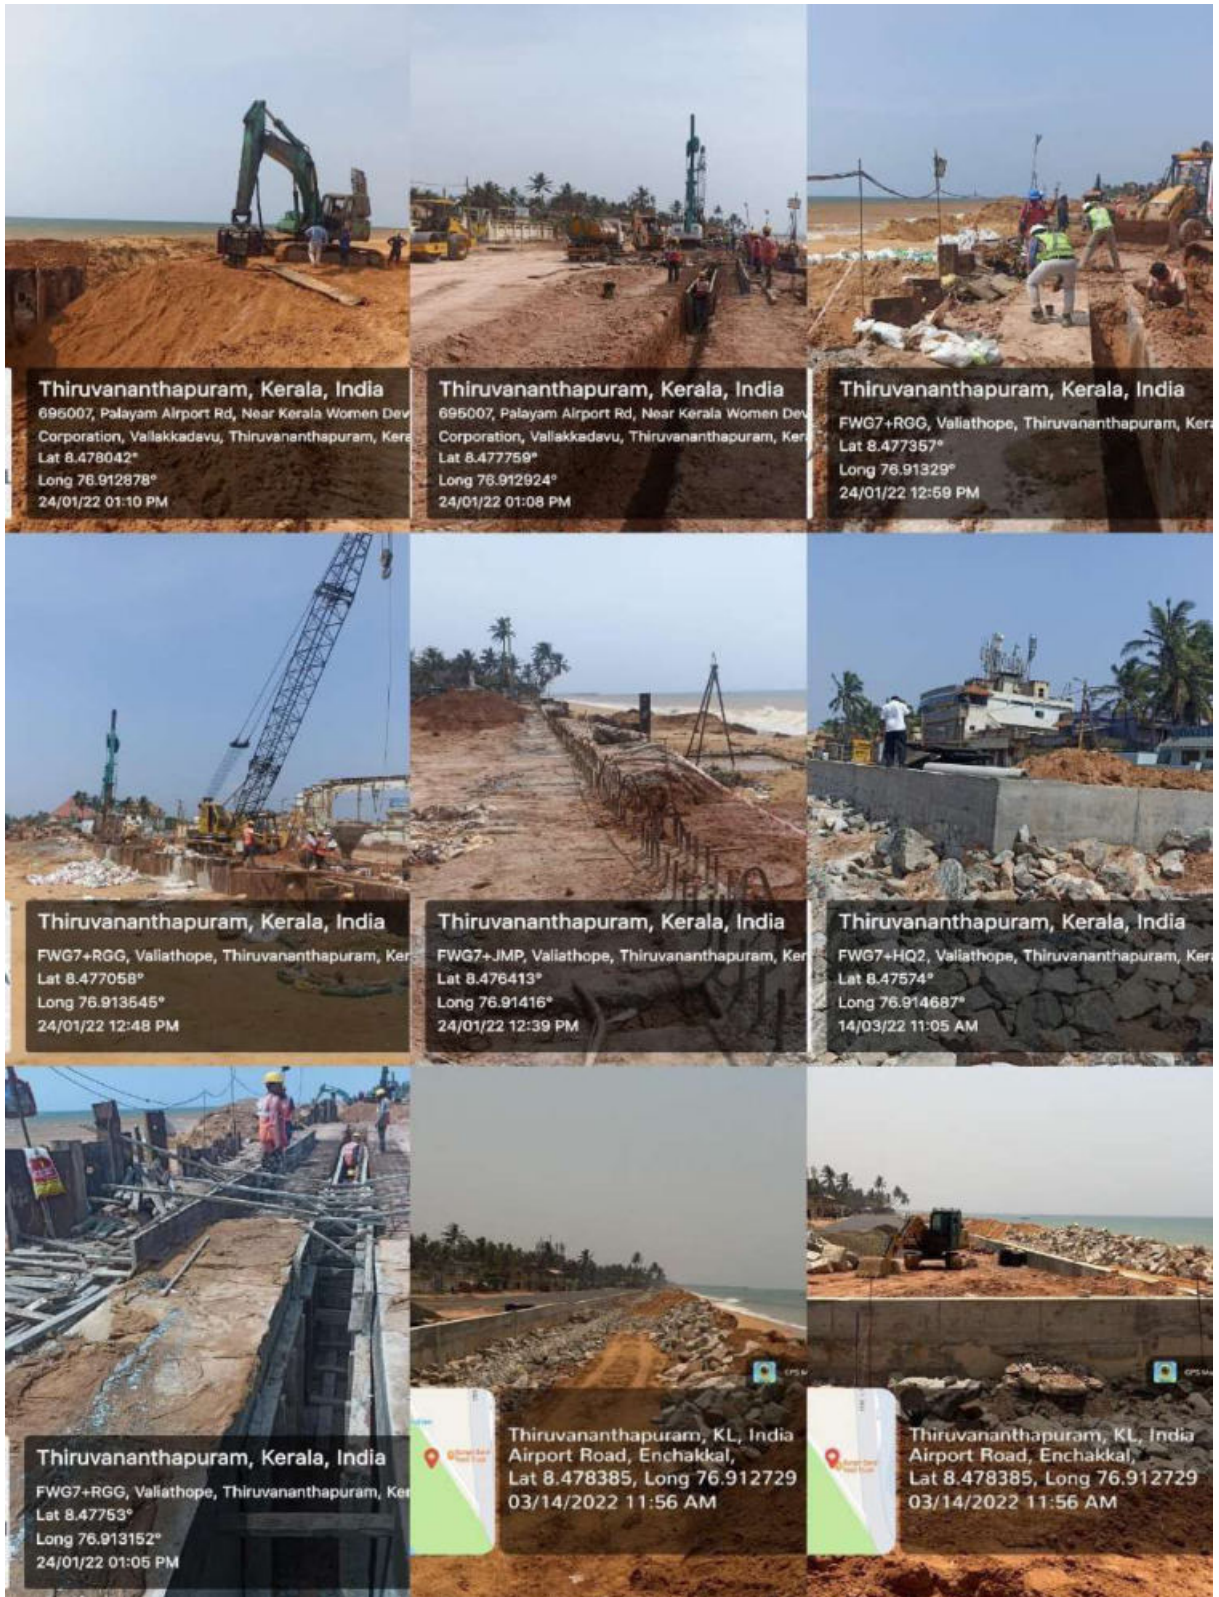 Thiruvananthapuram, Kerala, India
695007, Palayam Airport Rd, Near Kerala Women Dev
Corporation, Vallakkadavu, Thiruvananthapuram, Kera
Lat 8.478042°
Long 76.912878°
24/01/22 01:10 PM
Thiruvananthapuram, Kerala, India
695007, Palayam Airport Rd, Near Kerala Women Dev
Corporation, Vallakkadavu, Thiruvananthapuram, Ker
Lat 8.477759°
Long 76.912924°
24/01/22 01:08 PM
Thiruvananthapuram, Kerala, India
FWG7+RGG, Valiathope, Thiruvananthapuram, Kera
Lat 8.477357°
Long 76.91329°
24/01/22 12:59 PM
Thiruvananthapuram, Kerala, India
FWG7+RGG, Valiathope, Thiruvananthapuram, Ker
Lat 8.477058°
Long 76.913545°
24/01/22 12:48 PM
Thiruvananthapuram, Kerala, India
FWG7+JMP, Valiathope, Thiruvananthapuram, Ker
Lat 8.476413°
Long 76.91416°
24/01/22 12:39 PM
Thiruvananthapuram, Kerala, India
FWG7+HQ2, Valiathope, Thiruvananthapuram, Kera
Lat 8.47574°
Long 76.914687°
14/03/22 11:05 AM
Thiruvananthapuram, Kerala, India
FWG7+RGG, Valiathope, Thiruvananthapuram, Ker
Lat 8.47753°
Long 76.913152°
24/01/22 01:05 PM
GPS M
Thiruvananthapuram, KL, India
Airport Road, Enchakkal,
Lat 8.478385, Long 76.912729
03/14/2022 11:56 AM
GPS Ma
Thiruvananthapuram, KL, India
Airport Road, Enchakkal,
Lat 8.478385, Long 76.912729
03/14/2022 11:56 AM